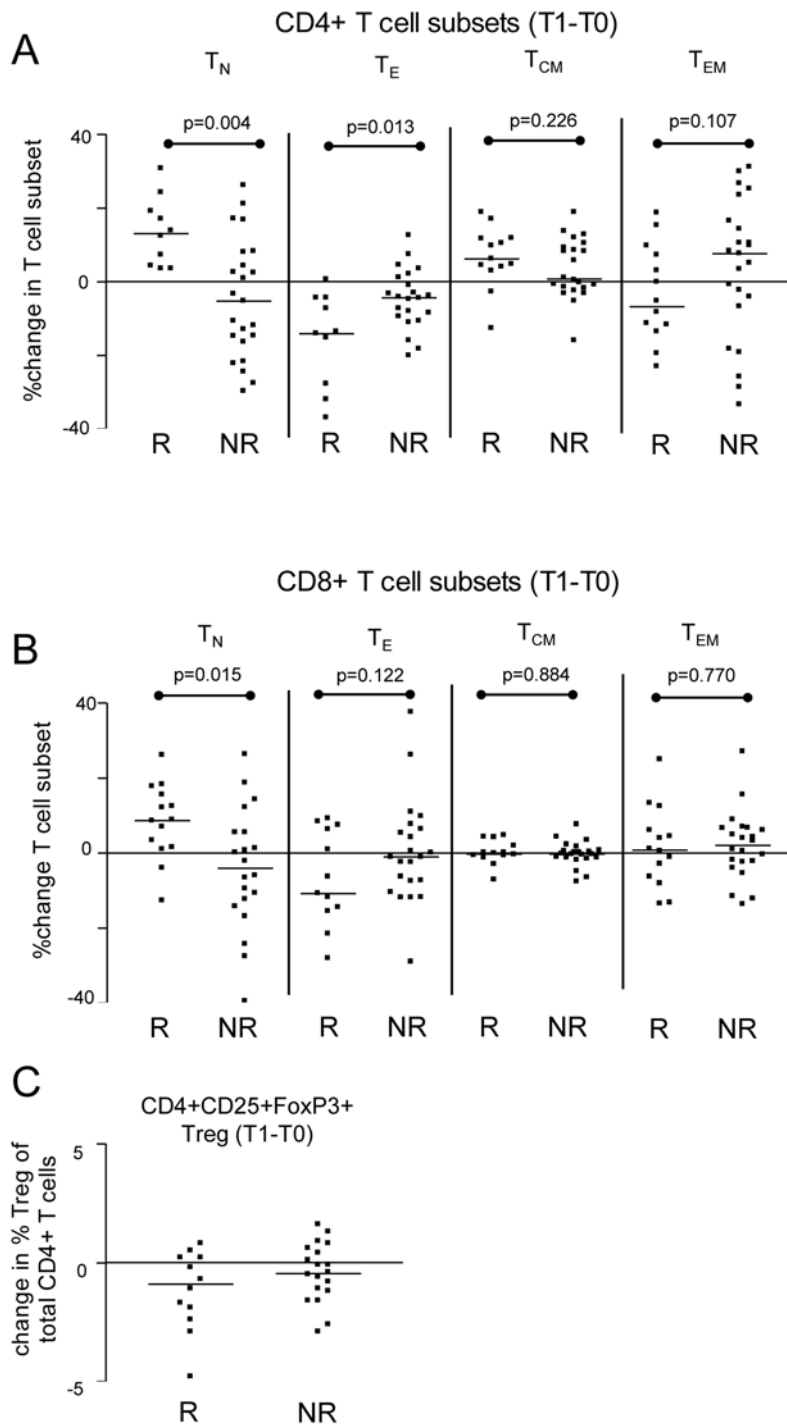 A
CD4+ T cell subsets (T1-T0)
TN TE TCM TEM
p=0.004 p=0.013 p=0.226 p=0.107
%change in T cell subset
40
0
-40
R NR R NR R NR R NR
CD8+ T cell subsets (T1-T0)
B
TN TE TCM TEM
p=0.015 p=0.122 p=0.884 p=0.770
%change T cell subset
40
0
-40
R NR R NR R NR R NR
C
CD4+CD25+FoxP3+
Treg (T1-T0)
change in % Treg of
total CD4+ T cells
5
0
-5
R NR